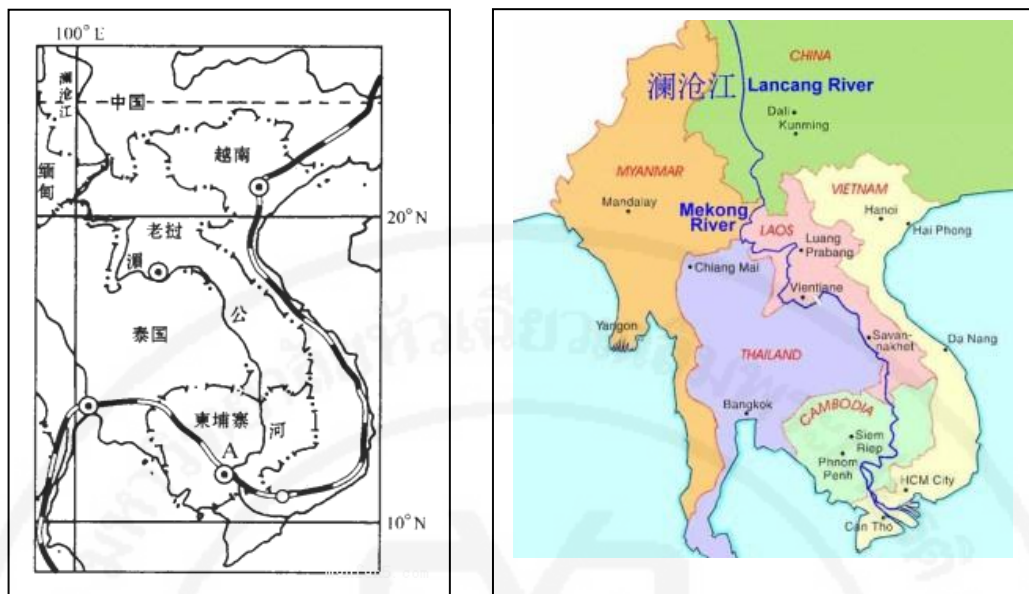 100° E
澜沧江
中国
缅甸
越南
20° N
老挝
湄
公
泰国
柬埔寨
河
A
10° N
CHINA
澜沧江 Lancang River
Dali
Kunming
MYANMAR
VIETNAM
Mandalay
Mekong
River
Hanoi
Hai Phong
LAOS
Luang
Prabang
Chiang Mai
Vientiane
Yangon
Savan-
nakhet
Da Nang
THAILAND
Bangkok
CAMBODIA
Siem
Riep
Phnom
Penh
HCM City
Can Tho